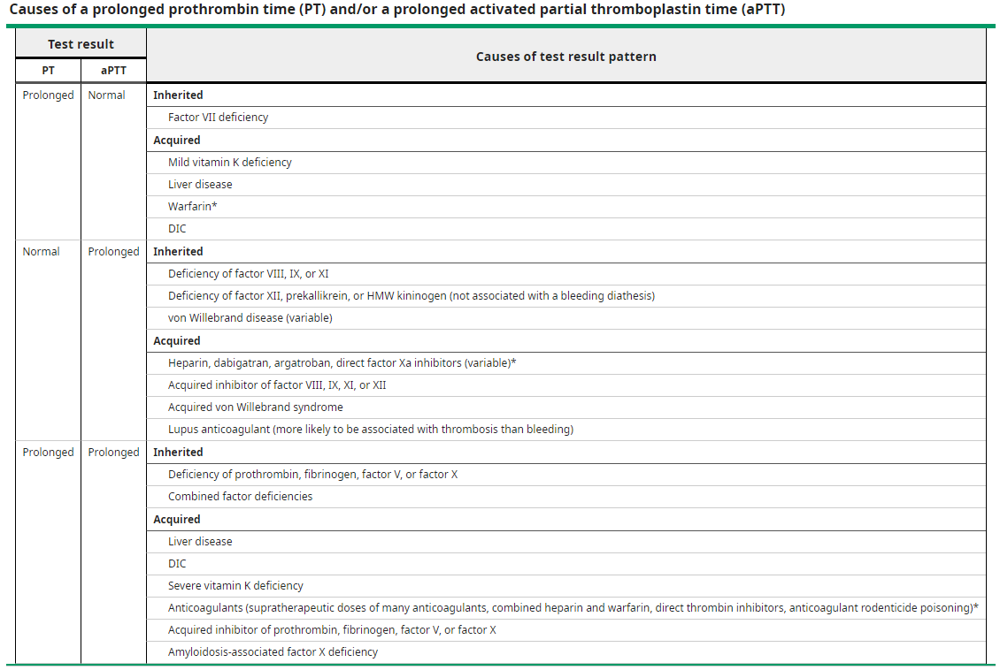 Causes of a prolonged prothrombin time (PT) and/or a prolonged activated partial thromboplastin time (aPTT)
Test result
Causes of test result pattern
PT
aPTT
Prolonged
Normal
Inherited
Factor VII deficiency
Acquired
Mild vitamin K deficiency
Liver disease
Warfarin*
DIC
Normal
Prolonged
Inherited
Deficiency of factor VIII, IX, or XI
Deficiency of factor XII, prekallikrein, or HMW kininogen (not associated with a bleeding diathesis)
von Willebrand disease (variable)
Acquired
Heparin, dabigatran, argatroban, direct factor Xa inhibitors (variable)*
Acquired inhibitor of factor VIII, IX, XI, or XII
Acquired von Willebrand syndrome
Lupus anticoagulant (more likely to be associated with thrombosis than bleeding)
Prolonged
Prolonged
Inherited
Deficiency of prothrombin, fibrinogen, factor V, or factor X
Combined factor deficiencies
Acquired
Liver disease
DIC
Severe vitamin K deficiency
Anticoagulants (supratherapeutic doses of many anticoagulants, combined heparin and warfarin, direct thrombin inhibitors, anticoagulant rodenticide poisoning)*
Acquired inhibitor of prothrombin, fibrinogen, factor V, or factor X
Amyloidosis-associated factor X deficiency